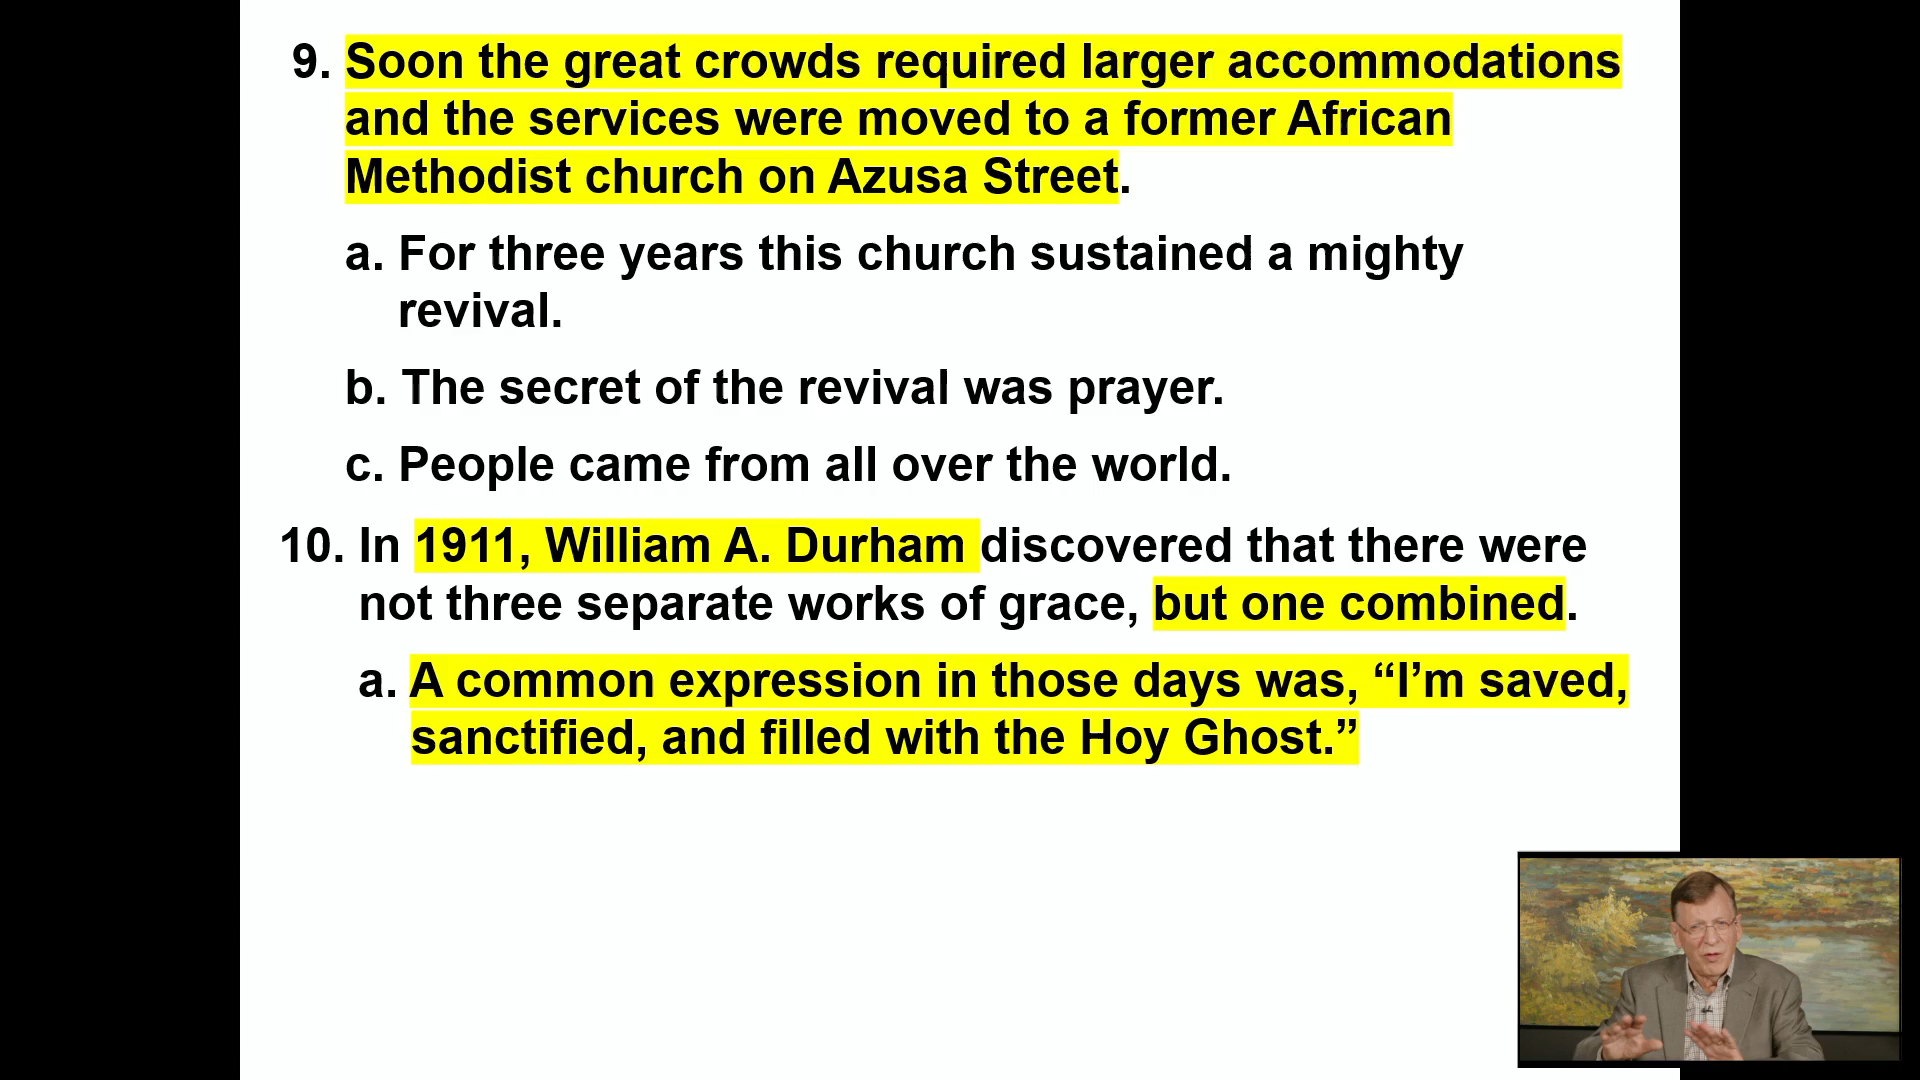 9. Soon the great crowds required larger accommodations
and the services were moved to a former African
Methodist church on Azusa Street.
a. For three years this church sustained a mighty
revival.
b. The secret of the revival was prayer.
c. People came from all over the world.
10. In 1911, William A. Durham discovered that there were
not three separate works of grace, but one combined.
a. A common expression in those days was, “I’m saved,
sanctified, and filled with the Hoy Ghost.”